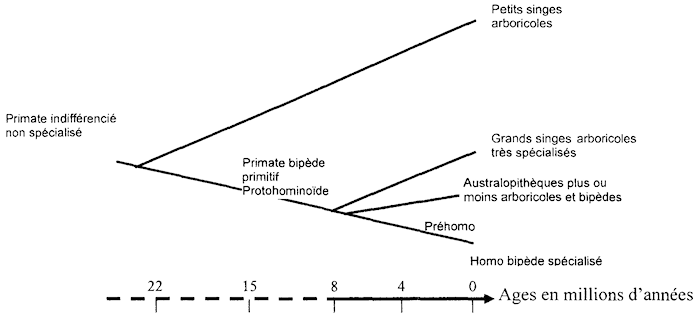 Petits singes
arboricoles
Primate indifférencié
non spécialisé
Grands singes arboricoles
très spécialisés
Primate bipède
primitif
Protohominoïde
Australopithèques plus ou
moins arboricoles et bipèdes
Préhomo
Homo bipède spécialisé
22 15 8 4 0
Ages en millions d'années